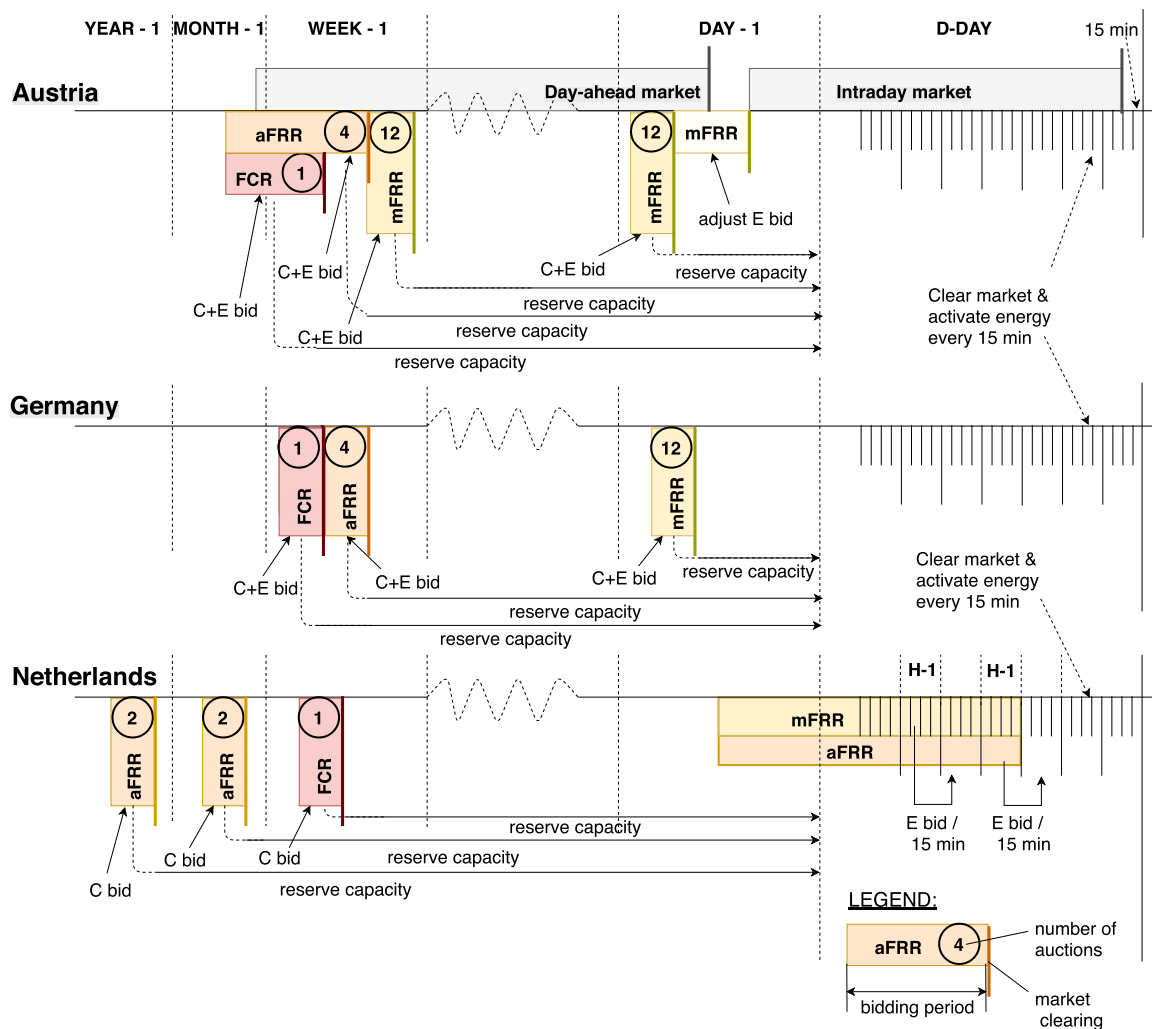 YEAR - 1
MONTH - 1
WEEK - 1
DAY - 1
D-DAY
15 min
Austria
Day-ahead market
Intraday market
aFRR
4
12
12
mFRR
FCR
1
mFRR
mFRR
adjust E bid
C+E bid
C+E bid
reserve capacity
Clear market &
activate energy
every 15 min
C+E bid
reserve capacity
C+E bid
reserve capacity
reserve capacity
Germany
1
4
12
FCR
aFRR
mFRR
Clear market &
activate energy
every 15 min
C+E bid
C+E bid
C+E bid
reserve capacity
reserve capacity
reserve capacity
Netherlands
H-1
H-1
2
2
1
mFRR
aFRR
aFRR
aFRR
FCR
E bid /
15 min
E bid /
15 min
reserve capacity
C bid
C bid
reserve capacity
C bid
reserve capacity
LEGEND:
aFRR
4
number of
auctions
bidding period
market
clearing